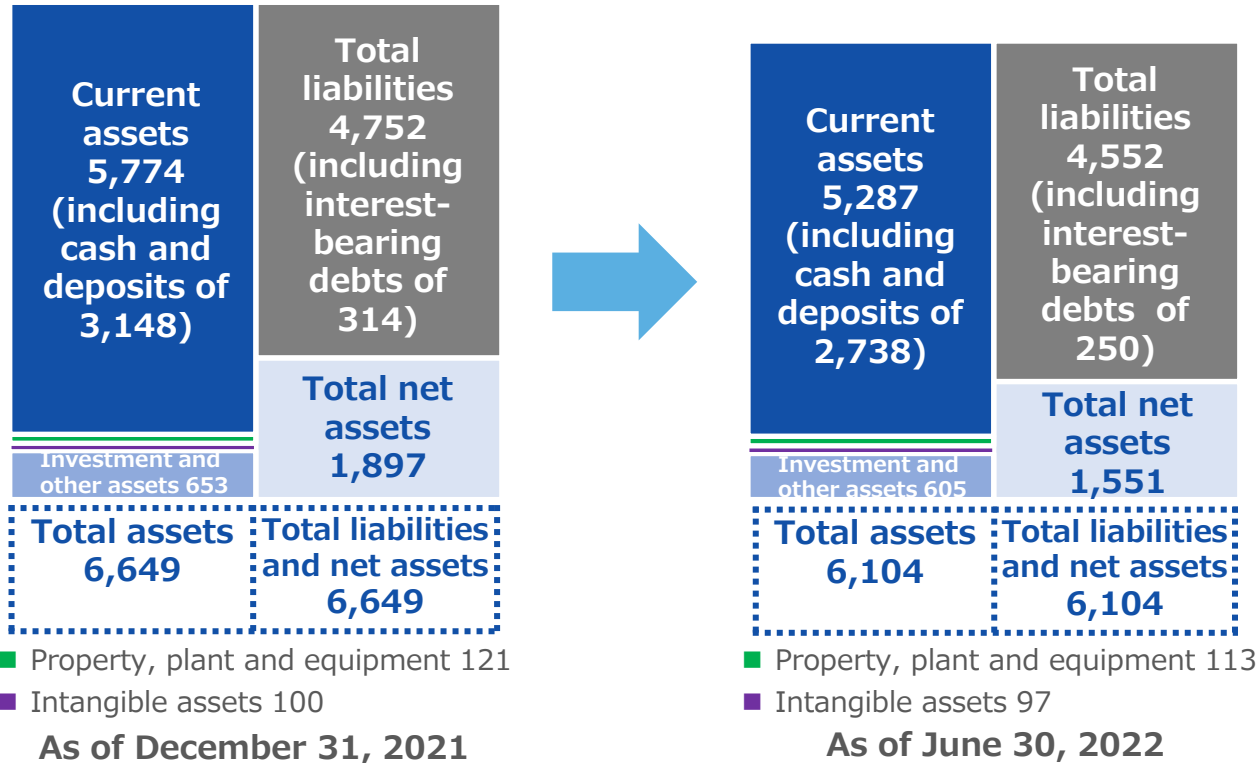 Current
assets
5,774
(including
cash and
deposits of
3,148)
Total
liabilities
4,752
(including
interest-
bearing
debts of
314)
Total net
assets
1,897
Investment and
other assets 653
Total assets
6,649
Total liabilities
and net assets
6,649
Property, plant and equipment 121
Intangible assets 100
As of December 31, 2021
Current
assets
5,287
(including
cash and
deposits of
2,738)
Total
liabilities
4,552
(including
interest-
bearing
debts of
250)
Total net
assets
1,551
Investment and
other assets 605
Total assets
6,104
Total liabilities
and net assets
6,104
Property, plant and equipment 113
Intangible assets 97
As of June 30, 2022